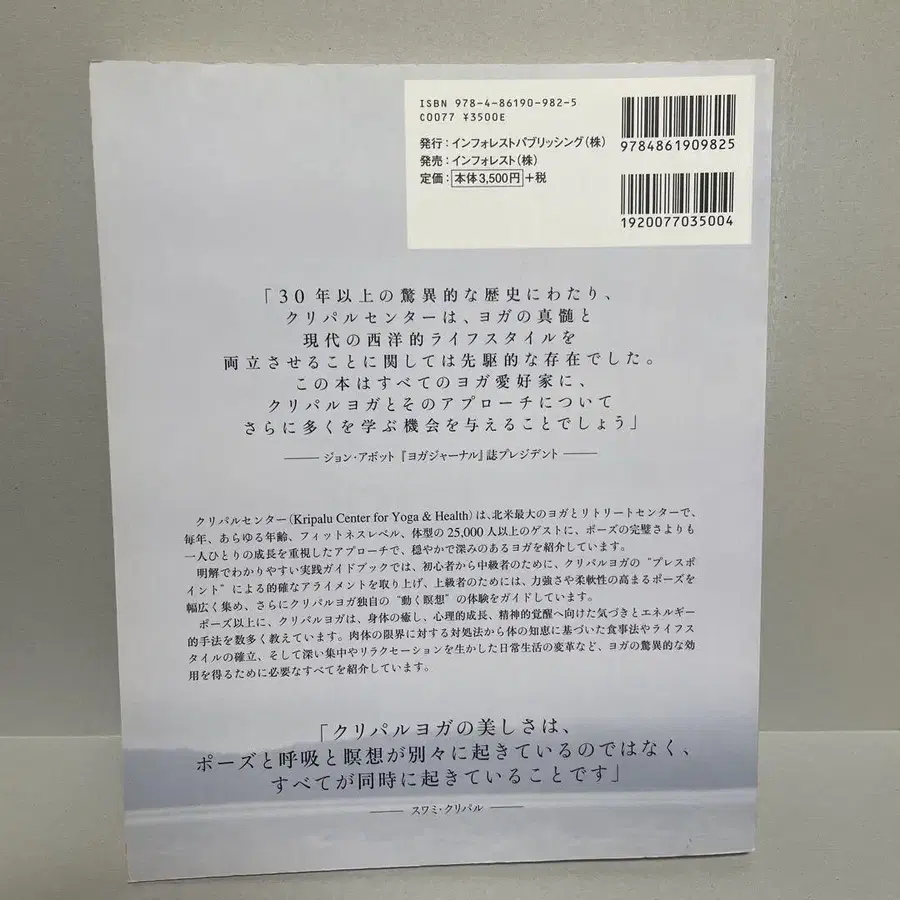 ISBN 978-4-86190-982-5
C0077 ¥3500E
発行：インフォレストパブリッシング(株)
発売：インフォレスト(株)
定価：本体3,500円＋税
9784861909825
1920077035004
「30年以上の驚異的な歴史にわたり、
クリパルセンターは、ヨガの真髄と
現代の西洋的ライフスタイルを
両立させることに関しては先駆的な存在でした。
この本はすべてのヨガ愛好家に、
クリパルヨガとそのアプローチについて
さらに多くを学ぶ機会を与えることでしょう」
―― ジョン・アボット『ヨガジャーナル』誌プレジデント ――
クリパルセンター（Kripalu Center for Yoga & Health）は、北米最大のヨガとリトリートセンターで、
毎年、あらゆる年齢、フィットネスレベル、体型の25,000人以上のゲストに、ポーズの完璧さよりも
一人ひとりの成長を重視したアプローチで、穏やかで深みのあるヨガを紹介しています。
明解でわかりやすい実践ガイドブックでは、初心者から中級者のために、クリパルヨガの“プレスポ
イント”による的確なアライメントを取り上げ、上級者のためには、力強さや柔軟性の高まるポーズを
幅広く集め、さらにクリパルヨガ独自の“動く瞑想”の体験をガイドしています。
ポーズ以上に、クリパルヨガは、身体の癒し、心理的成長、精神的覚醒へ向けた気づきとエネルギー
的手法を数多く教えています。肉体の限界に対する対処法から体の知恵に基づいた食事法やライフス
タイルの確立、そして深い集中やリラクセーションを生かした日常生活の変革など、ヨガの驚異的な効
用を得るために必要なすべてを紹介しています。
「クリパルヨガの美しさは、
ポーズと呼吸と瞑想が別々に起きているのではなく、
すべてが同時に起きていることです」
―― スワミ・クリパル ――